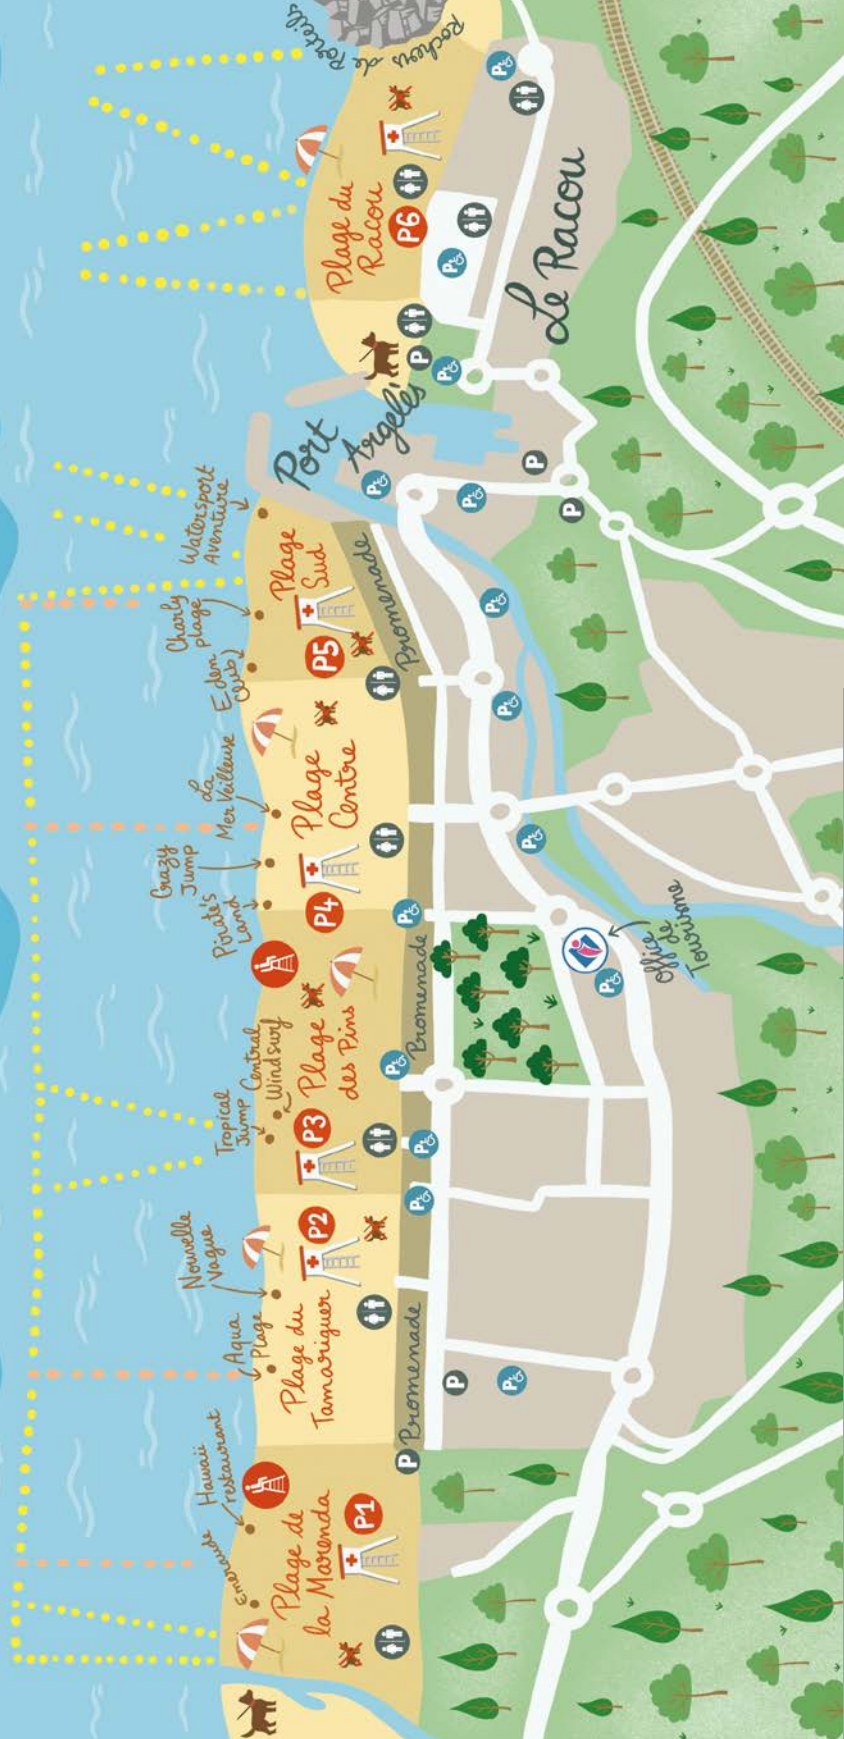 Rochers de Porteils
Plage du
Racou
P6
P
P
P
P
Le Racou
Port
Argelès
P
P
P
P
Watersport
Aventure
Charly
plage
Eden
Club
Plage
Sud
P5
Promenade
P
P
P
La
Mer Veilleuse
Plage
Centre
Crazy
Jump
Pirate's
Land
P4
P
Promenade
P
Office
de
Tourisme
P
Plage
des Pins
Central
Windsurf
Tropical
Jump
P3
P
P
P2
Nouvelle
Vague
Aqua
Plage
Plage du
Tamariguer
Promenade
P
P
P
Hawaii
restaurant
Emeraude
Plage de
la Marenda
P1